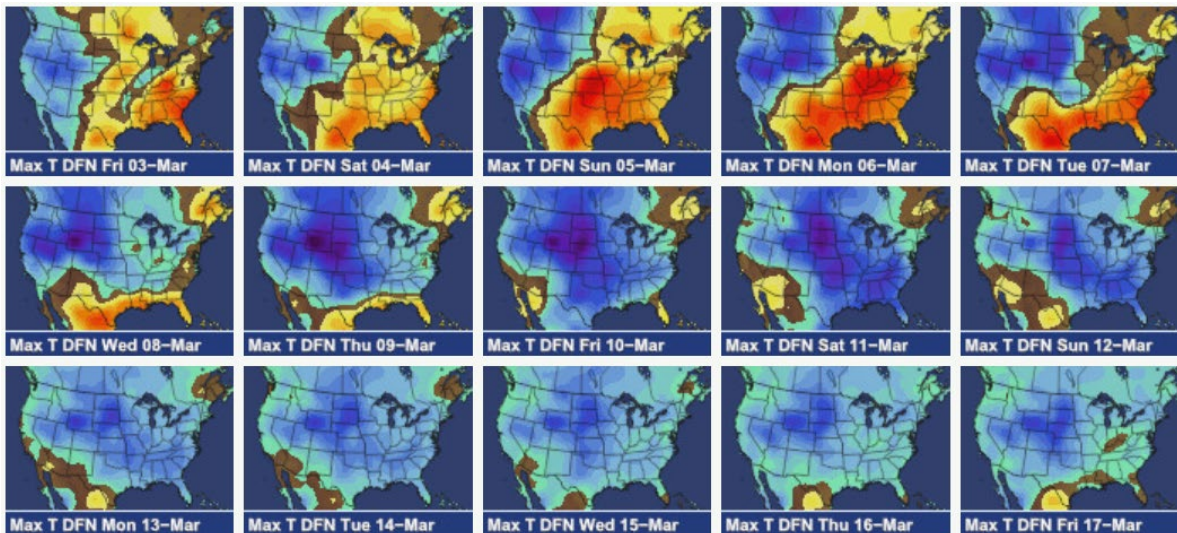 Max T DFN Fri 03-Mar
Max T DFN Sat 04-Mar
Max T DFN Sun 05-Mar
Max T DFN Mon 06-Mar
Max T DFN Tue 07-Mar
Max T DFN Wed 08-Mar
Max T DFN Thu 09-Mar
Max T DFN Fri 10-Mar
Max T DFN Sat 11-Mar
Max T DFN Sun 12-Mar
Max T DFN Mon 13-Mar
Max T DFN Tue 14-Mar
Max T DFN Wed 15-Mar
Max T DFN Thu 16-Mar
Max T DFN Fri 17-Mar